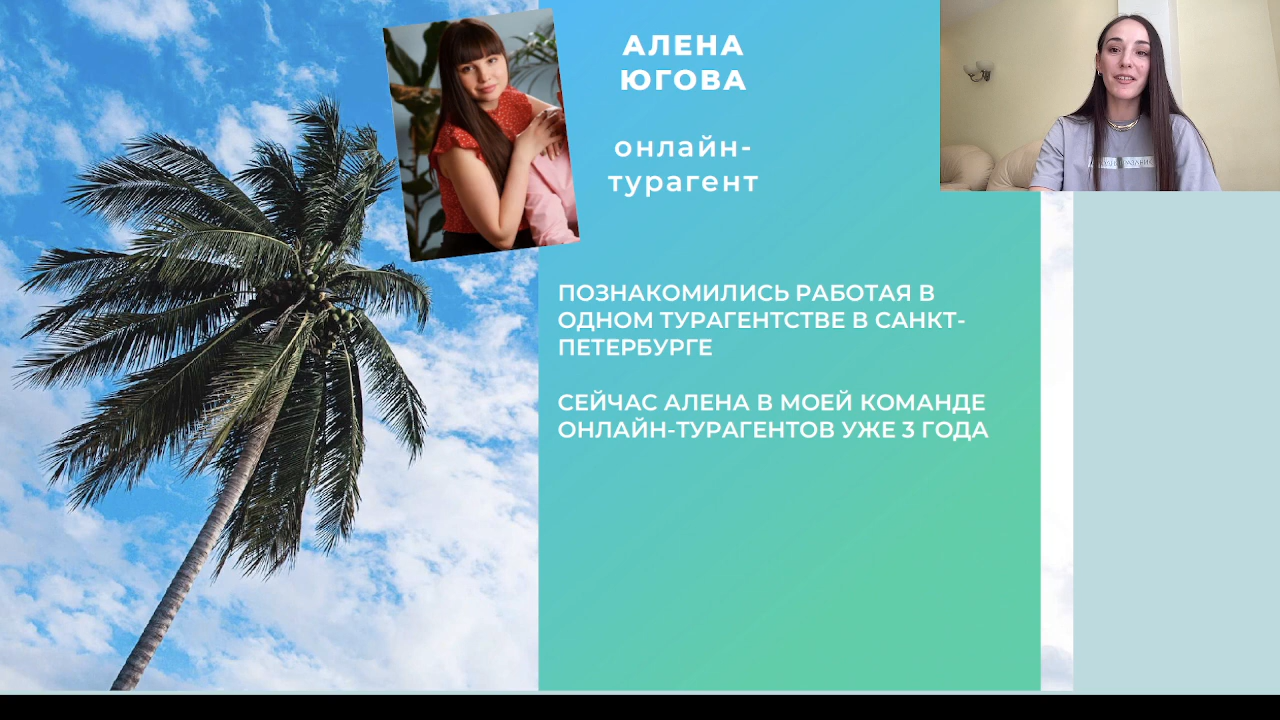 АЛЕНА
ЮГОВА
онлайн-
турагент
ПОЗНАКОМИЛИСЬ РАБОТАЯ В
ОДНОМ ТУРАГЕНТСТВЕ В САНКТ-
ПЕТЕРБУРГЕ
СЕЙЧАС АЛЕНА В МОЕЙ КОМАНДЕ
ОНЛАЙН-ТУРАГЕНТОВ УЖЕ 3 ГОДА